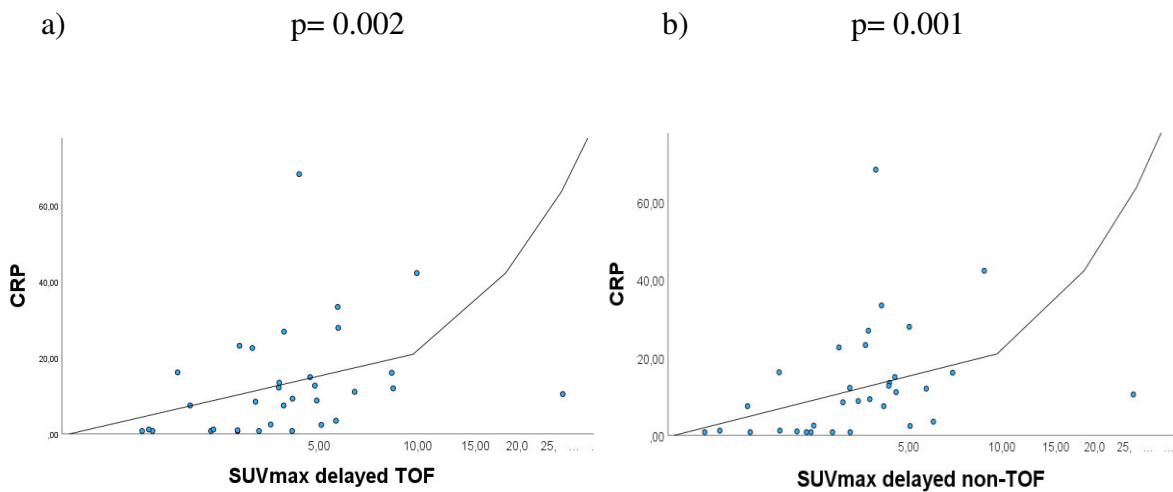 a) p= 0.002
b) p= 0.001
60,00
40,00
20,00
,00
CRP
5,00 10,00 15,00 20,0 25, ... .
SUVmax delayed TOF
60,00
40,00
20,00
,00
CRP
5,00 10,00 15,00 20,0 25, ... ...
SUVmax delayed non-TOF